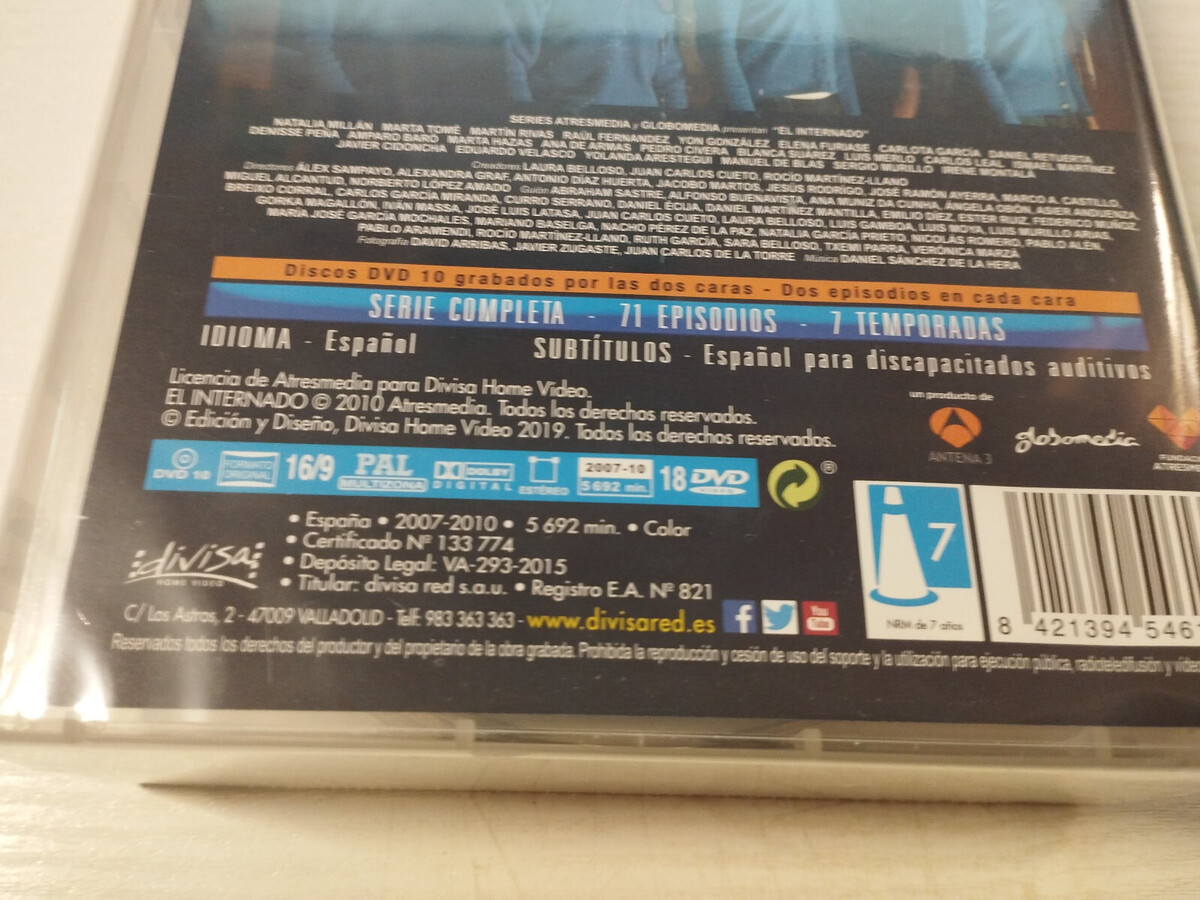 SERIES ATRESMEDIA y GLOBOMEDIA presentan "EL INTERNADO"
NATALIA MILLÁN MARTA TOMÉ MARTÍN RIVAS RAÚL FERNANDEZ YON GONZÁLEZ ELENA FURIASE CARLOTA GARCÍA DANIEL RETUERTA
DENISSE PEÑA AMPARO BARÓ MARTA HAZAS ANA DE ARMAS PEDRO CIVERA BLANCA SUÁREZ LUIS MERLO CARLOS LEAL ISMAEL MARTÍNEZ
JAVIER CIDONCHA EDUARDO VELASCO YOLANDA ARESTEGUI MANUEL DE BLAS SERGIO MURILLO IRENE MONTALA
Creadores LAURA BELLOSO, JUAN CARLOS CUETO, ROCÍO MARTÍNEZ-LLANO
Directores ÁLEX SAMPAYO, ALEXANDRA GRAF, ANTONIO DÍAZ HUERTA, JACOBO MARTOS, JESÚS RODRIGO, JOSÉ RAMÓN AYERRA, MARCO A. CASTILLO,
MIGUEL ALCANTUD, NORBERTO LÓPEZ AMADO Guión ABRAHAM SASTRE, ALFONSO BUENAVISTA, ANA MUÑIZ DA CUNHA, ÁNGELA
BREIXO CORRAL, CARLOS GARCÍA MIRANDA, CURRO SERRANO, DANIEL ÉCIJA, DANIEL MARTÍNEZ MANTILLA, EMILIO DÍEZ, ESTER
GORKA MAGALLÓN, IVÁN MASSA, JOSÉ LUIS LATASA, JUAN CARLOS CUETO, LAURA BELLOSO, LUIS GAMBOA, LUIS MOYA, LUIS MURILLO
MARÍA JOSÉ GARCÍA MOCHALES, MARIANO BASELGA, NACHO PÉREZ DE LA PAZ, NATALIA GARCÍA PRIETO, NICOLÁS ROMERO, PABLO ALÉN,
PABLO ARAMENDI, ROCÍO MARTÍNEZ-LLANO, RUTH GARCÍA, SARA BELLOSO, TXEMI PAREJO, VERÓNICA MARZÁ
Fotografía DAVID ARRIBAS, JAVIER ZUGASTE, JUAN CARLOS DE LA TORRE Música DANIEL SÁNCHEZ DE LA HERA
Discos DVD 10 grabados por las dos caras - Dos episodios en cada cara
SERIE COMPLETA - 71 EPISODIOS - 7 TEMPORADAS
IDIOMA - Español SUBTÍTULOS - Español para discapacitados auditivos
Licencia de Atresmedia para Divisa Home Video.
EL INTERNADO © 2010 Atresmedia. Todos los derechos reservados.
© Edición y Diseño, Divisa Home Video 2019. Todos los derechos reservados.
un producto de
ANTENA 3
globomedia
DVD 10 FORMATO ORIGINAL 16/9 PAL MULTIZONA DOLBY DIGITAL ESTÉREO 2007-10 5 692 min. 18 DVD VIDEO
®
• España • 2007-2010 • 5 692 min. • Color
• Certificado Nº 133 774
• Depósito Legal: VA-293-2015
• Titular: divisa red s.a.u. • Registro E.A. Nº 821
:divisa:
HOME VIDEO
C/ Los Astros, 2 - 47009 VALLADOLID - Telf: 983 363 363 - www.divisared.es
f You Tube
7
NRM de 7 años
8 421394 546
Reservados todos los derechos del productor y del propietario de la obra grabada. Prohibida la reproducción y cesión de uso del soporte y la utilización para ejecución pública, radioteledifusión y video